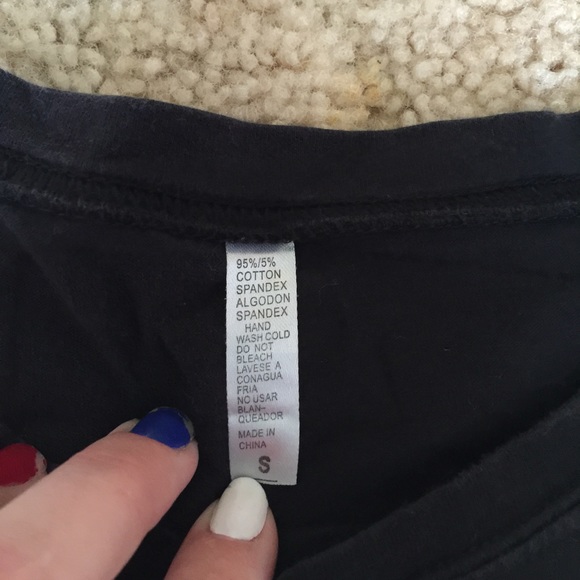 95%/5%
COTTON
SPANDEX
ALGODON
SPANDEX
HAND
WASH COLD
DO NOT
BLEACH
LAVESE A
CONAGUA
FRIA
NO USAR
BLAN-
QUEADOR
MADE IN
CHINA
S